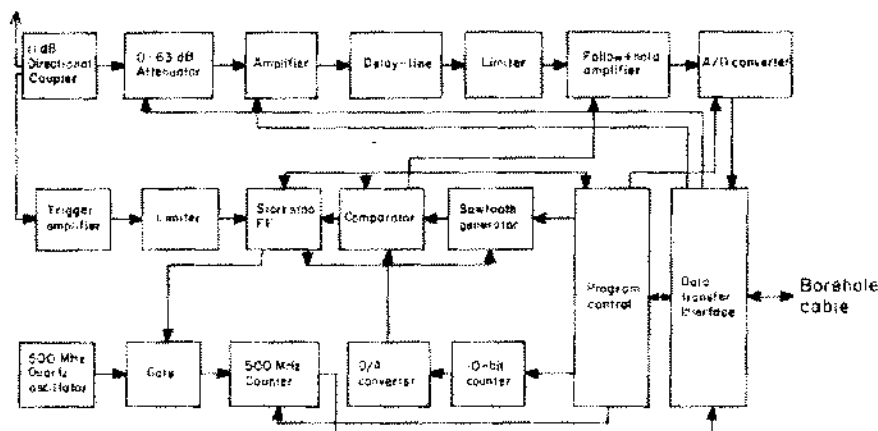 dB
Directional
Coupler
0-63 dB
Attenuator
Amplifier
Delay-line
Limiter
Follow+hold
amplifier
A/D converter
Trigger
amplifier
Limiter
FF
Comparator
Sawtooth
generator
Program
control
Data
transfer
Interface
Borehole
cable
500 MHz
Quartz
oscillator
Gate
500 MHz
Counter
D/A
converter
10-bit
counter